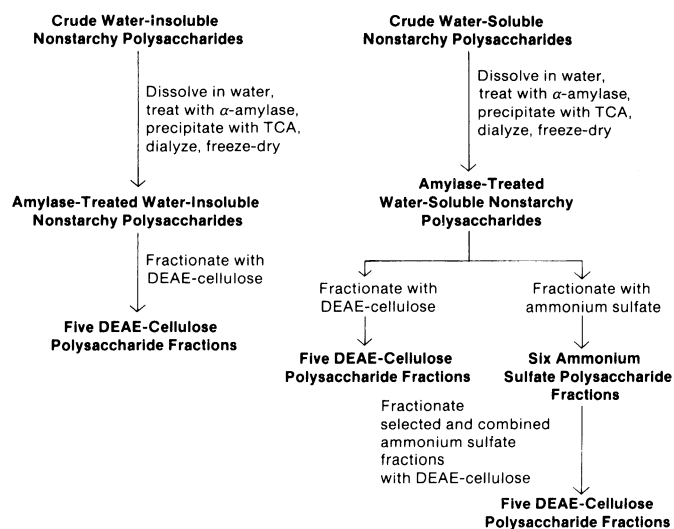 Crude Water-insoluble
Nonstarchy Polysaccharides
Dissolve in water,
treat with α-amylase,
precipitate with TCA,
dialyze, freeze-dry
Amylase-Treated Water-Insoluble
Nonstarchy Polysaccharides
Fractionate with
DEAE-cellulose
Five DEAE-Cellulose
Polysaccharide Fractions
Crude Water-Soluble
Nonstarchy Polysaccharides
Dissolve in water,
treat with α-amylase,
precipitate with TCA,
dialyze, freeze-dry
Amylase-Treated
Water-Soluble Nonstarchy
Polysaccharides
Fractionate with
DEAE-cellulose
Five DEAE-Cellulose
Polysaccharide Fractions
Fractionate with
ammonium sulfate
Six Ammonium
Sulfate Polysaccharide
Fractions
Fractionate
selected and combined
ammonium sulfate
fractions
with DEAE-cellulose
Five DEAE-Cellulose
Polysaccharide Fractions